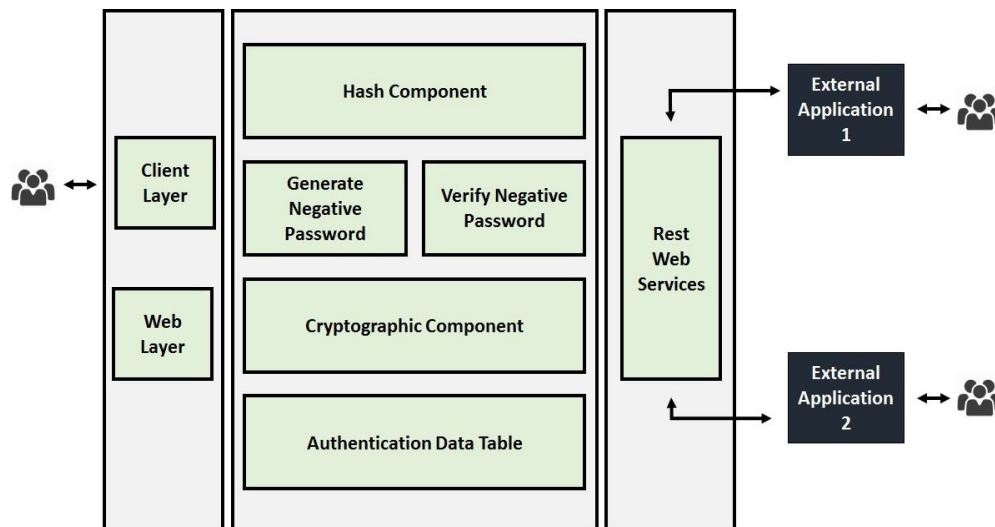 Hash Component
Client
Layer
Generate
Negative
Password
Verify Negative
Password
Web
Layer
Cryptographic Component
Authentication Data Table
Rest
Web
Services
External
Application
1
External
Application
2